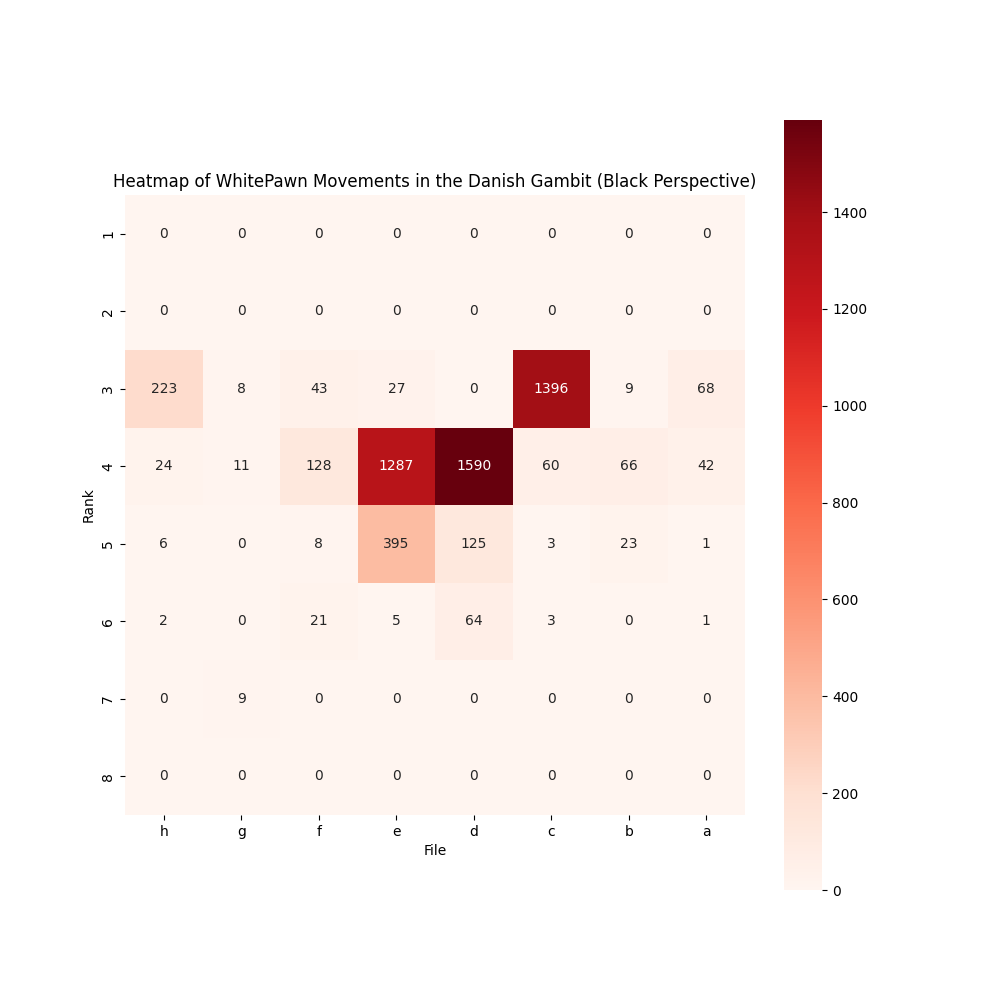 Heatmap of WhitePawn Movements in the Danish Gambit (Black Perspective)
1 0 0 0 0 0 0 0 0
2 0 0 0 0 0 0 0 0
3 223 8 43 27 0 1396 9 68
4 24 11 128 1287 1590 60 66 42
5 6 0 8 395 125 3 23 1
6 2 0 21 5 64 3 0 1
7 0 9 0 0 0 0 0 0
8 0 0 0 0 0 0 0 0
h g f e d c b a
File
Rank
1400
1200
1000
800
600
400
200
0